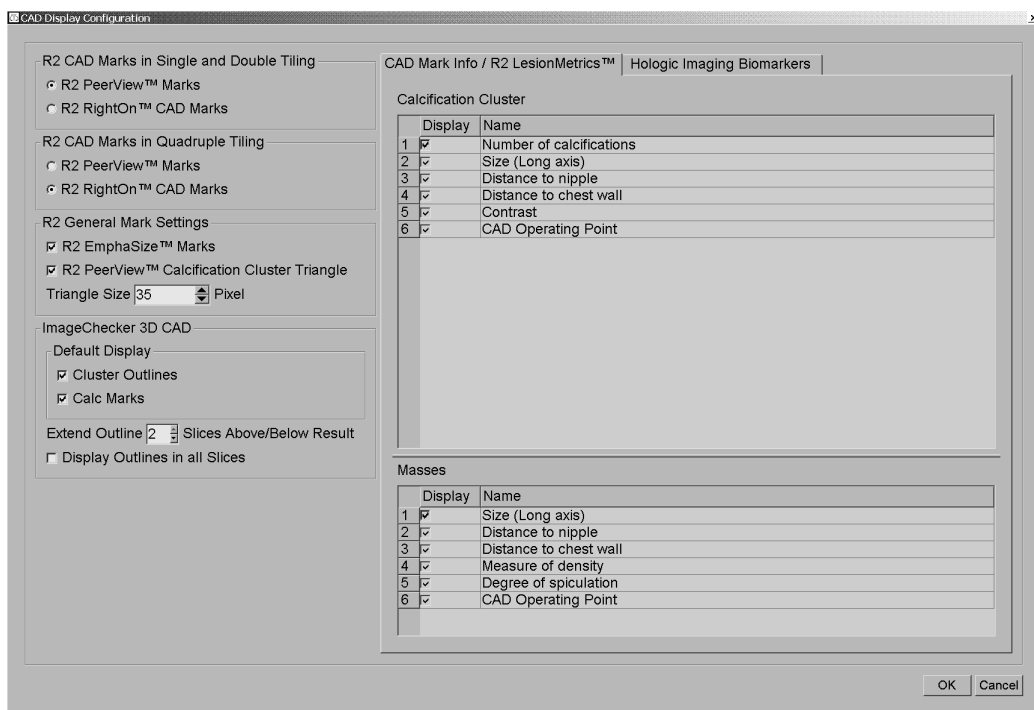 CAD Display Configuration
R2 CAD Marks in Single and Double Tiling
R2 PeerView™ Marks
R2 RightOn™ CAD Marks
R2 CAD Marks in Quadruple Tiling
R2 PeerView™ Marks
R2 RightOn™ CAD Marks
R2 General Mark Settings
R2 EmphaSize™ Marks
R2 PeerView™ Calcification Cluster Triangle
Triangle Size 35 Pixel
ImageChecker 3D CAD
Default Display
Cluster Outlines
Calc Marks
Extend Outline 2 Slices Above/Below Result
Display Outlines in all Slices
CAD Mark Info / R2 LesionMetrics™ Hologic Imaging Biomarkers
Calcification Cluster
Display Name
1 Number of calcifications
2 Size (Long axis)
3 Distance to nipple
4 Distance to chest wall
5 Contrast
6 CAD Operating Point
Masses
Display Name
1 Size (Long axis)
2 Distance to nipple
3 Distance to chest wall
4 Measure of density
5 Degree of spiculation
6 CAD Operating Point
OK Cancel